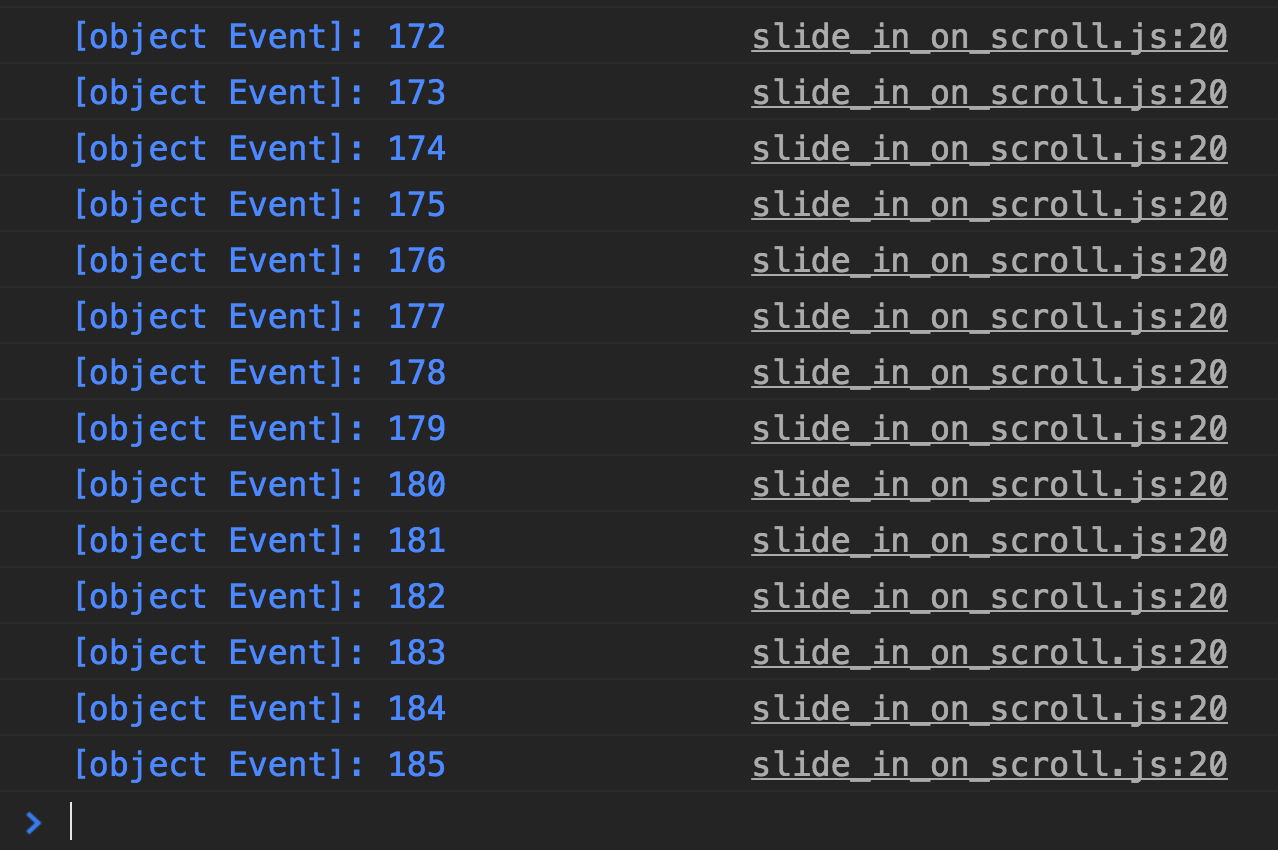 [object Event]: 172 slide_in_on_scroll.js:20
[object Event]: 173 slide_in_on_scroll.js:20
[object Event]: 174 slide_in_on_scroll.js:20
[object Event]: 175 slide_in_on_scroll.js:20
[object Event]: 176 slide_in_on_scroll.js:20
[object Event]: 177 slide_in_on_scroll.js:20
[object Event]: 178 slide_in_on_scroll.js:20
[object Event]: 179 slide_in_on_scroll.js:20
[object Event]: 180 slide_in_on_scroll.js:20
[object Event]: 181 slide_in_on_scroll.js:20
[object Event]: 182 slide_in_on_scroll.js:20
[object Event]: 183 slide_in_on_scroll.js:20
[object Event]: 184 slide_in_on_scroll.js:20
[object Event]: 185 slide_in_on_scroll.js:20
>